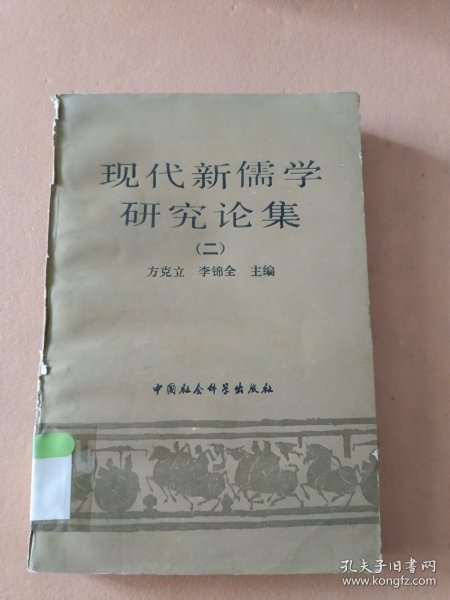 现代新儒学
研究论集
(二)
方克立 李锦全 主编
中国社会科学出版社
孔夫子旧书网
www.kongfz.com